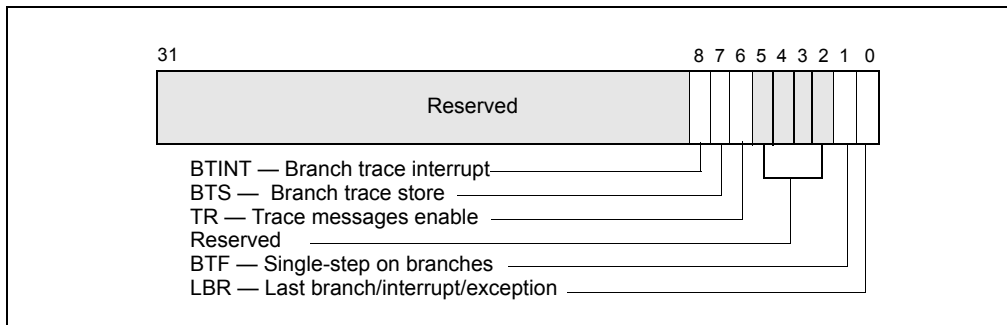 31 8 7 6 5 4 3 2 1 0
Reserved
BTINT — Branch trace interrupt
BTS — Branch trace store
TR — Trace messages enable
Reserved
BTF — Single-step on branches
LBR — Last branch/interrupt/exception